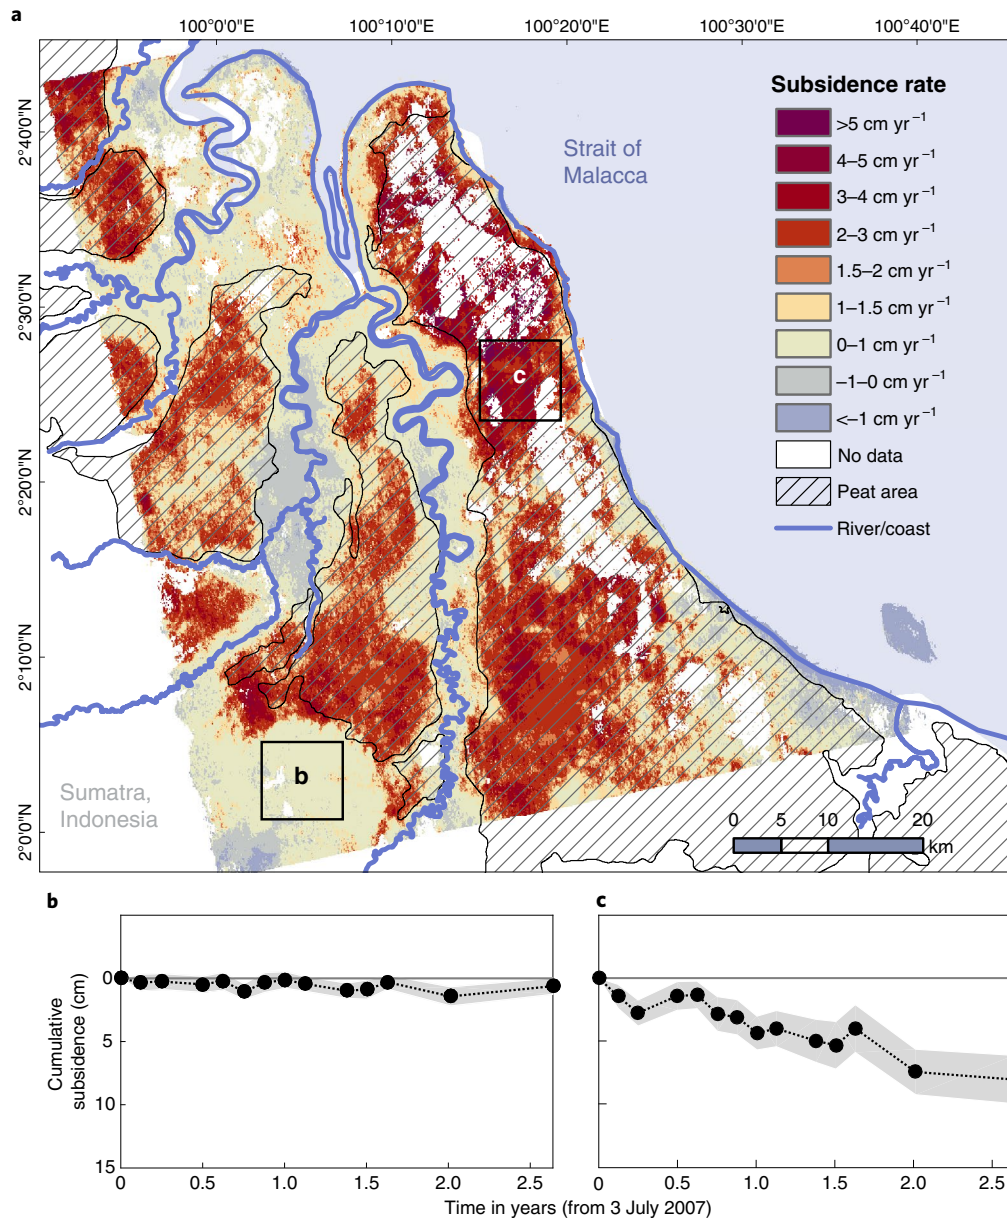 a
100°0'0"E 100°10'0"E 100°20'0"E 100°30'0"E 100°40'0"E
2°40'0"N
2°30'0"N
2°20'0"N
2°10'0"N
2°0'0"N
Strait of
Malacca
Subsidence rate
>5 cm yr⁻¹
4–5 cm yr⁻¹
3–4 cm yr⁻¹
2–3 cm yr⁻¹
1.5–2 cm yr⁻¹
1–1.5 cm yr⁻¹
0–1 cm yr⁻¹
–1–0 cm yr⁻¹
<–1 cm yr⁻¹
No data
Peat area
River/coast
c
b
Sumatra,
Indonesia
0 5 10 20
km
b
c
Cumulative
subsidence (cm)
0
5
10
15
0 0.5 1.0 1.5 2.0 2.5
0 0.5 1.0 1.5 2.0 2.5
Time in years (from 3 July 2007)